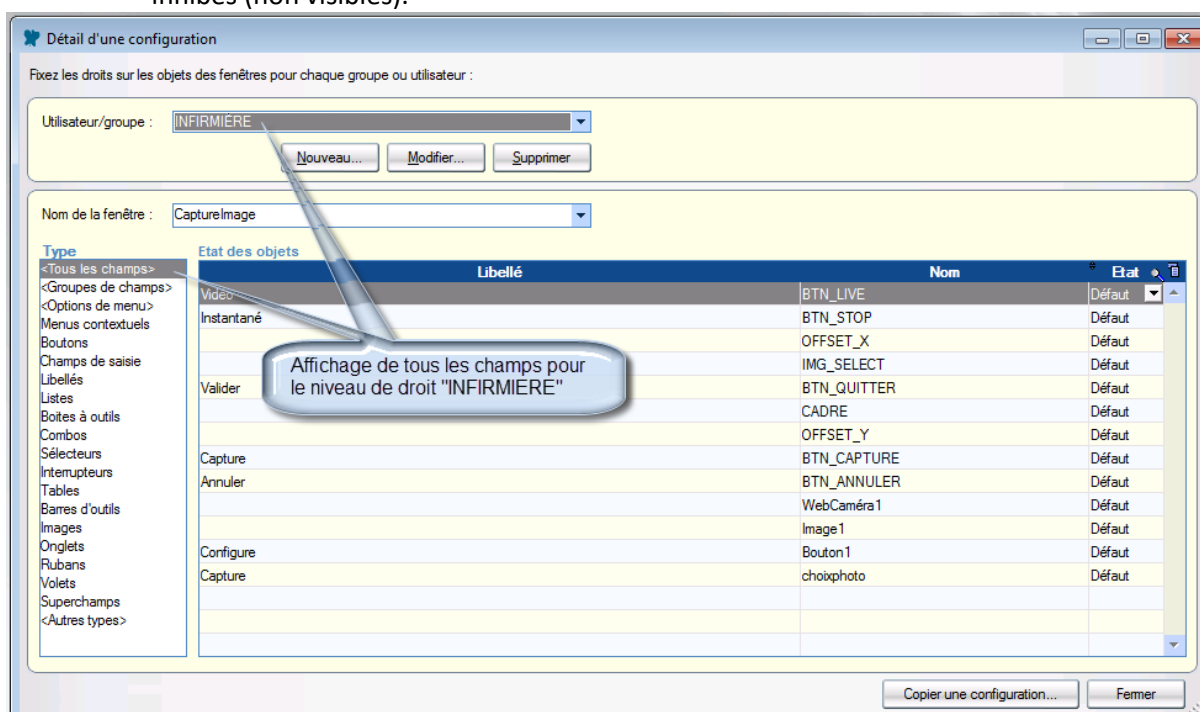 inhibés (non visibles).
Détail d'une configuration
Fixez les droits sur les objets des fenêtres pour chaque groupe ou utilisateur :
Utilisateur/groupe : INFIRMIÈRE
Nouveau... Modifier... Supprimer
Nom de la fenêtre : CaptureImage
Type
<Tous les champs>
<Groupes de champs>
<Options de menu>
Menus contextuels
Boutons
Champs de saisie
Libellés
Listes
Boites à outils
Combos
Sélecteurs
Interrupteurs
Tables
Barres d'outils
Images
Onglets
Rubans
Volets
Superchamps
<Autres types>
Etat des objets
Libellé Nom Etat
Vidéo BTN_LIVE Défaut
Instantané BTN_STOP Défaut
OFFSET_X Défaut
IMG_SELECT Défaut
Valider BTN_QUITTER Défaut
CADRE Défaut
OFFSET_Y Défaut
Capture BTN_CAPTURE Défaut
Annuler BTN_ANNULER Défaut
WebCaméra1 Défaut
Image1 Défaut
Configure Bouton1 Défaut
Capture choixphoto Défaut
Affichage de tous les champs pour
le niveau de droit "INFIRMIERE"
Copier une configuration... Fermer